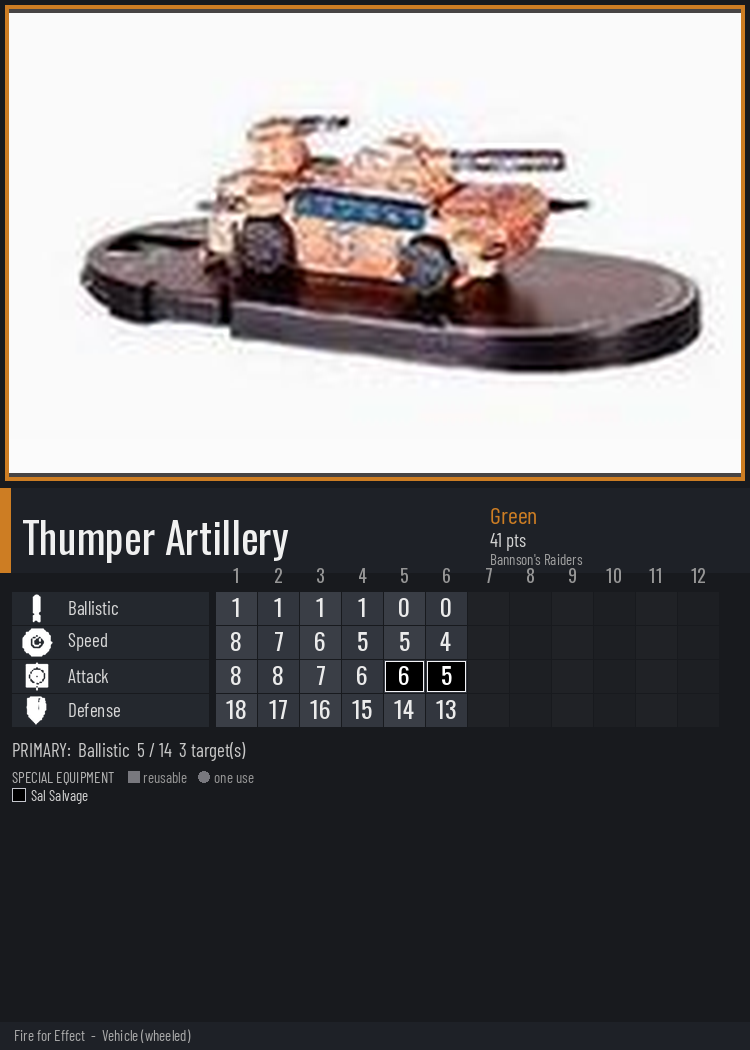 Thumper Artillery
Green
41 pts
Bannson's Raiders
1 2 3 4 5 6 7 8 9 10 11 12
Ballistic 1 1 1 1 0 0
Speed 8 7 6 5 5 4
Attack 8 8 7 6 6 5
Defense 18 17 16 15 14 13
PRIMARY: Ballistic 5 / 14 3 target(s)
SPECIAL EQUIPMENT reusable one use
Sal Salvage
Fire for Effect - Vehicle (wheeled)